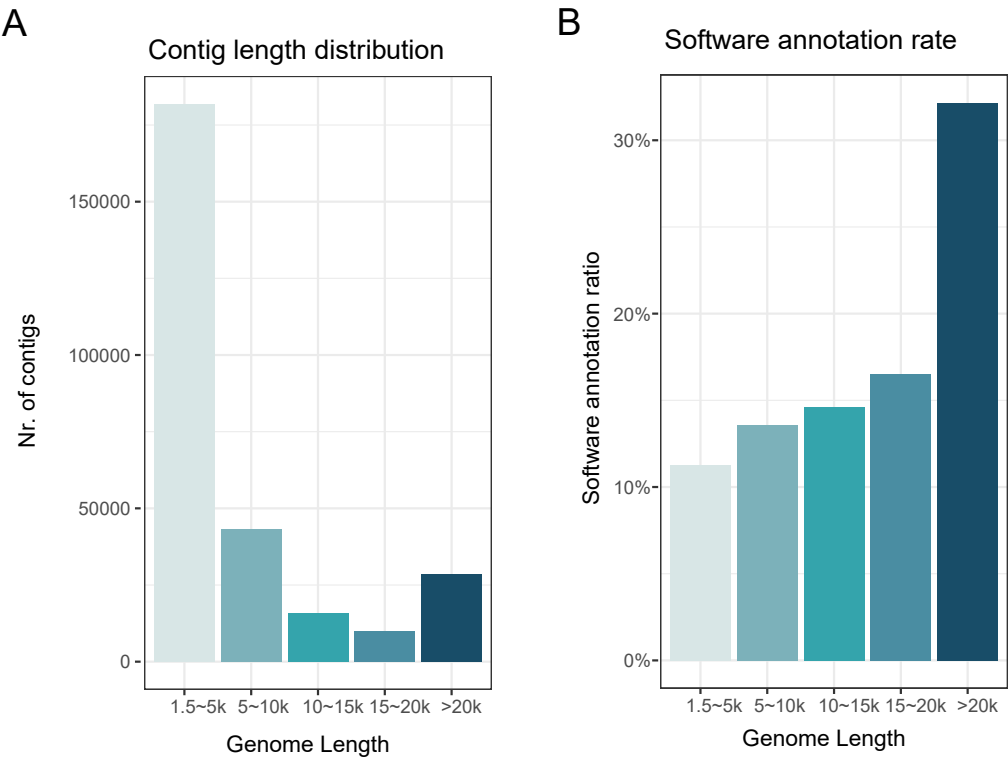 A
Contig length distribution
Nr. of contigs
150000
100000
50000
0
1.5~5k 5~10k 10~15k 15~20k >20k
Genome Length
B
Software annotation rate
Software annotation ratio
30%
20%
10%
0%
1.5~5k 5~10k 10~15k 15~20k >20k
Genome Length